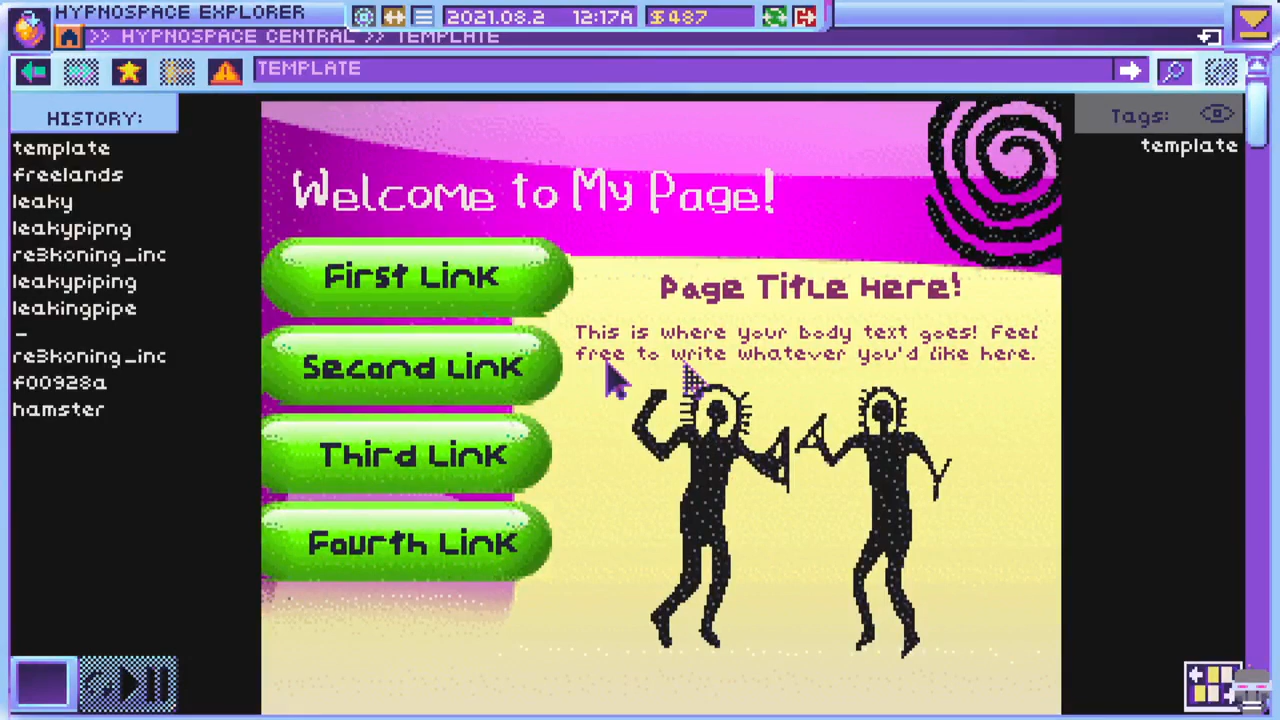 HYPNOSPACE EXPLORER
2021.08.2 12:17A
487
>> HYPNOSPACE CENTRAL >> TEMPLATE
TEMPLATE
HISTORY:
template
freelands
leaky
leakypipng
re3koning_inc
leakypiping
leakingpipe
-
re3koning_inc
f00928a
hamster
Welcome to My Page!
First Link
Second Link
Third Link
Fourth Link
Page Title Here!
This is where your body text goes! Feel
free to write whatever you'd like here.
Tags:
template